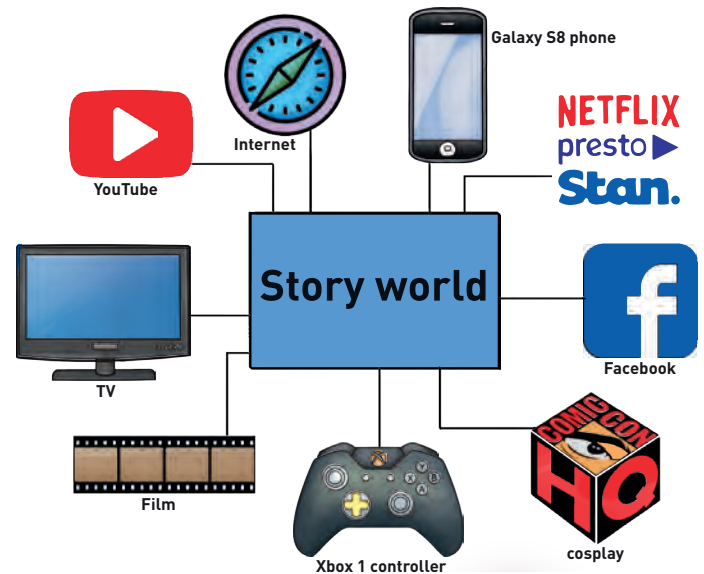 Galaxy S8 phone
Internet
NETFLIX
presto
Stan.
YouTube
Story world
f
Facebook
TV
COMIC CON
HQ
Film
Y
X B
A
cosplay
Xbox 1 controller